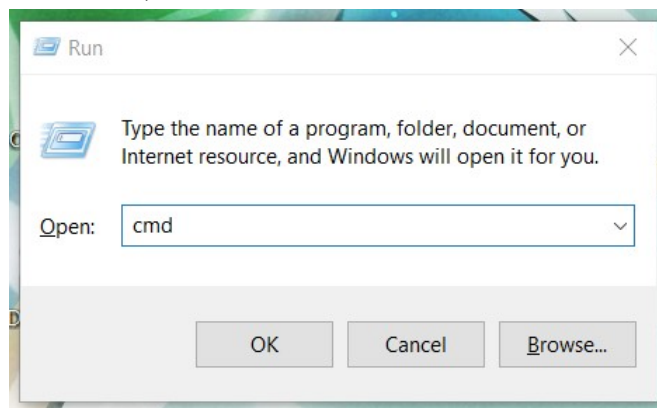 Run
Type the name of a program, folder, document, or
Internet resource, and Windows will open it for you.
Open: cmd
OK Cancel Browse...